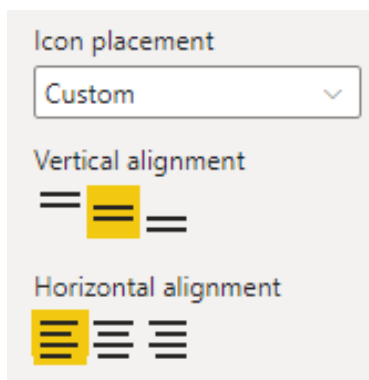 Icon placement
Custom
Vertical alignment
Horizontal alignment